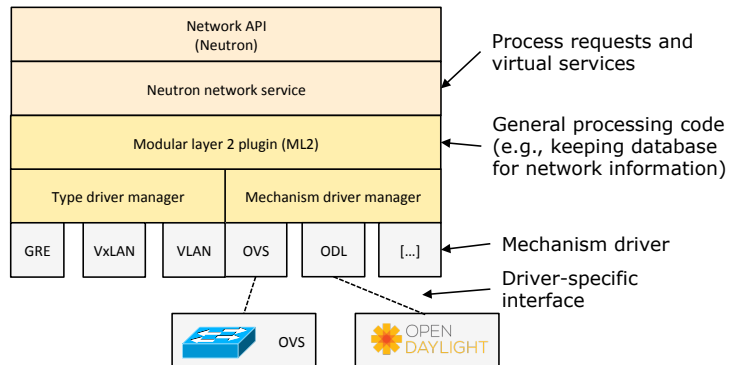 Network API
(Neutron)
Process requests and
virtual services
Neutron network service
General processing code
(e.g., keeping database
for network information)
Modular layer 2 plugin (ML2)
Type driver manager
Mechanism driver manager
GRE
VxLAN
VLAN
OVS
ODL
[…]
Mechanism driver
Driver-specific
interface
OVS
OPEN
DAYLIGHT